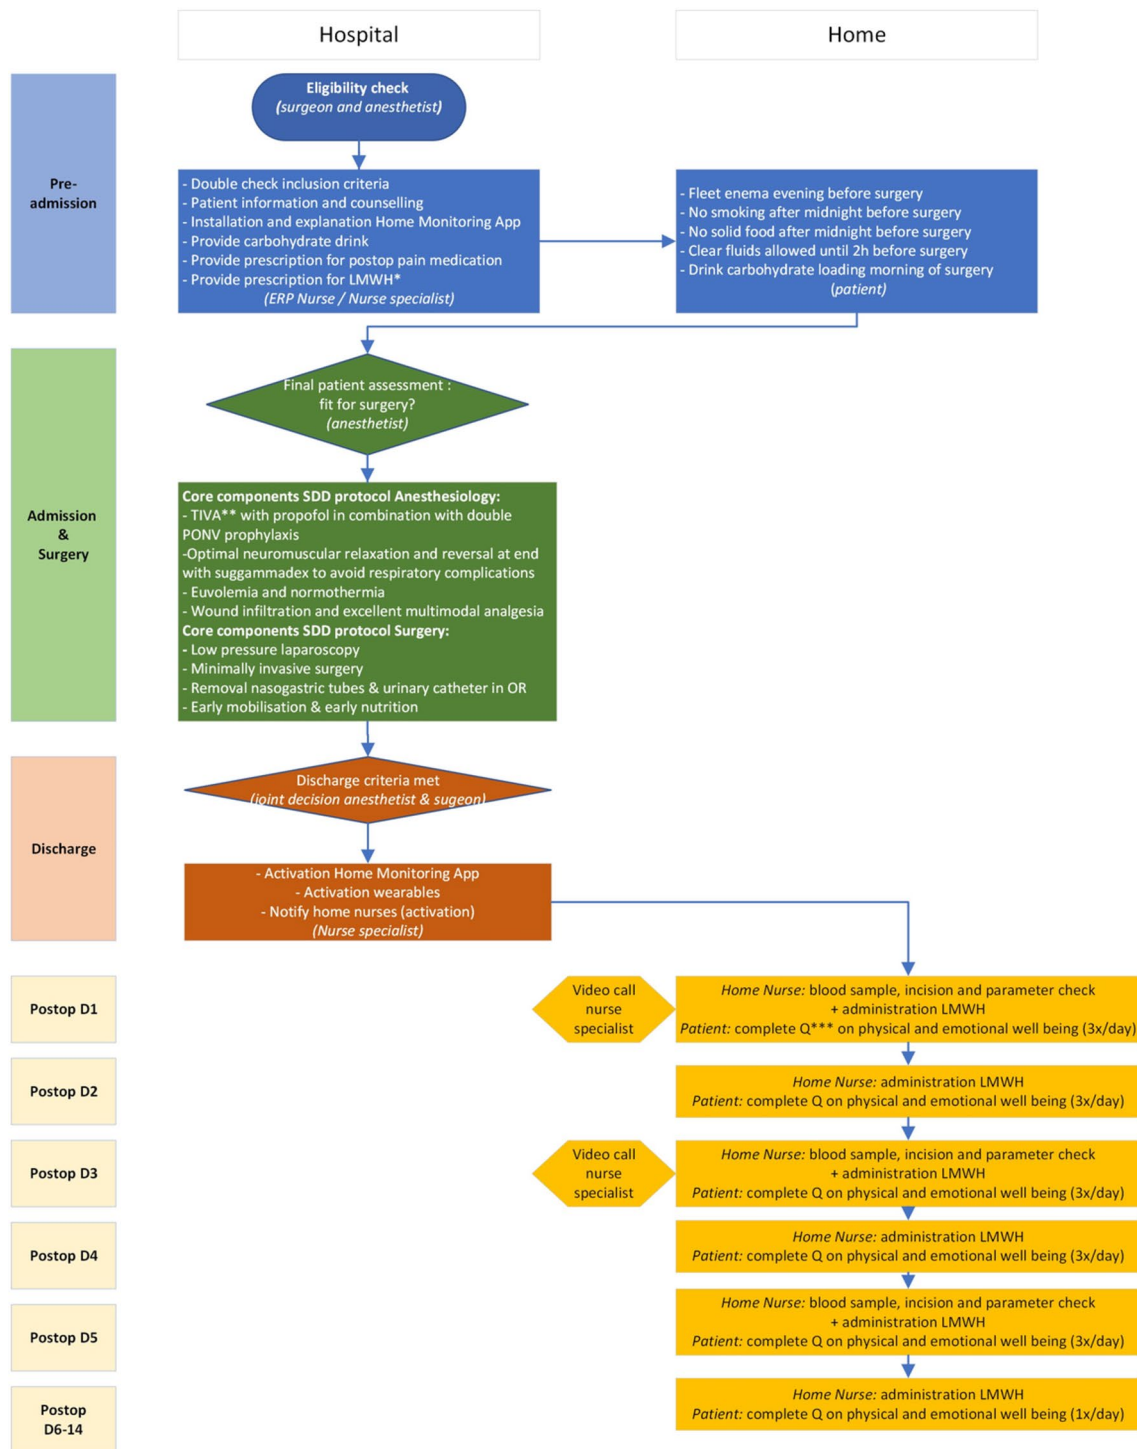 Hospital
Home
Pre-
admission
Eligibility check
(surgeon and anesthetist)
- Double check inclusion criteria
- Patient information and counselling
- Installation and explanation Home Monitoring App
- Provide carbohydrate drink
- Provide prescription for postop pain medication
- Provide prescription for LMWH*
(ERP Nurse / Nurse specialist)
- Fleet enema evening before surgery
- No smoking after midnight before surgery
- No solid food after midnight before surgery
- Clear fluids allowed until 2h before surgery
- Drink carbohydrate loading morning of surgery
(patient)
Admission
&
Surgery
Final patient assessment :
fit for surgery?
(anesthetist)
Core components SDD protocol Anesthesiology:
- TIVA** with propofol in combination with double
PONV prophylaxis
-Optimal neuromuscular relaxation and reversal at end
with suggammadex to avoid respiratory complications
- Euvolemia and normothermia
- Wound infiltration and excellent multimodal analgesia
Core components SDD protocol Surgery:
- Low pressure laparoscopy
- Minimally invasive surgery
- Removal nasogastric tubes & urinary catheter in OR
- Early mobilisation & early nutrition
Discharge
Discharge criteria met
(joint decision anesthetist & sugeon)
- Activation Home Monitoring App
- Activation wearables
- Notify home nurses (activation)
(Nurse specialist)
Postop D1
Video call
nurse
specialist
Home Nurse: blood sample, incision and parameter check
+ administration LMWH
Patient: complete Q*** on physical and emotional well being (3x/day)
Postop D2
Home Nurse: administration LMWH
Patient: complete Q on physical and emotional well being (3x/day)
Postop D3
Video call
nurse
specialist
Home Nurse: blood sample, incision and parameter check
+ administration LMWH
Patient: complete Q on physical and emotional well being (3x/day)
Postop D4
Home Nurse: administration LMWH
Patient: complete Q on physical and emotional well being (3x/day)
Postop D5
Home Nurse: blood sample, incision and parameter check
+ administration LMWH
Patient: complete Q on physical and emotional well being (3x/day)
Postop
D6-14
Home Nurse: administration LMWH
Patient: complete Q on physical and emotional well being (1x/day)